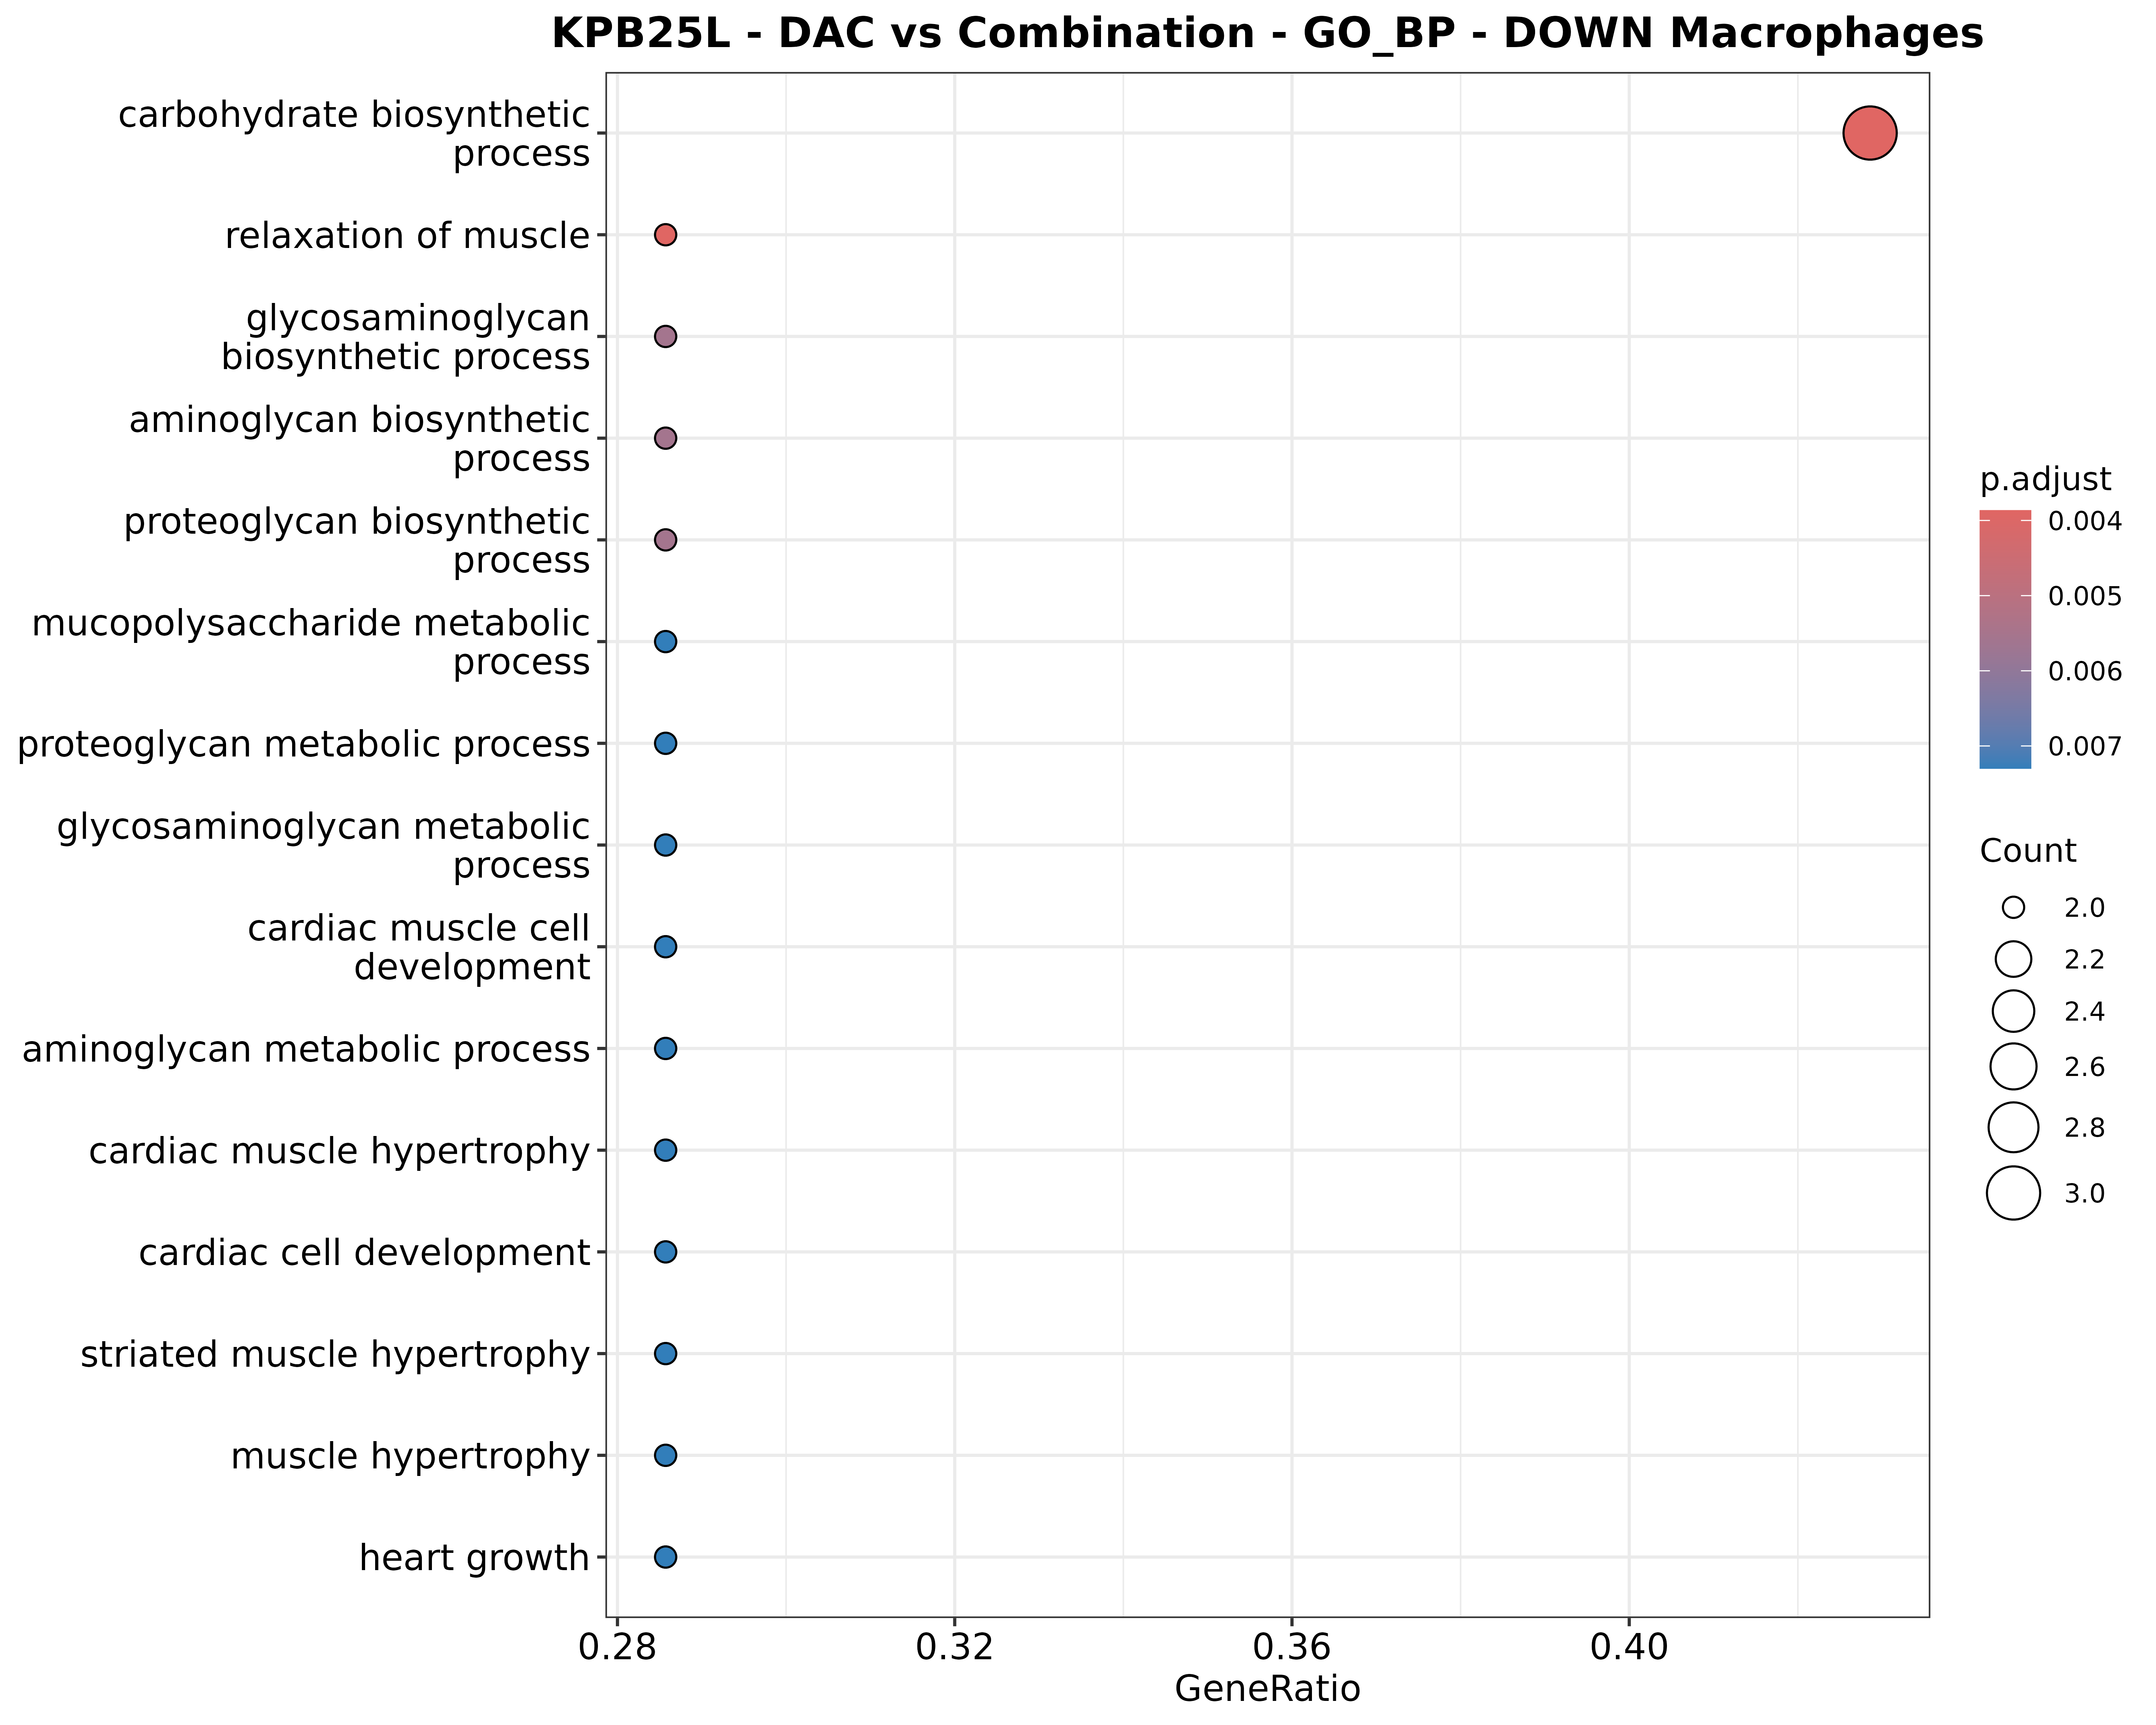 KPB25L - DAC vs Combination - GO_BP - DOWN Macrophages
carbohydrate biosynthetic
process
relaxation of muscle
glycosaminoglycan
biosynthetic process
aminoglycan biosynthetic
process
proteoglycan biosynthetic
process
mucopolysaccharide metabolic
process
proteoglycan metabolic process
glycosaminoglycan metabolic
process
cardiac muscle cell
development
aminoglycan metabolic process
cardiac muscle hypertrophy
cardiac cell development
striated muscle hypertrophy
muscle hypertrophy
heart growth
0.28
0.32
0.36
0.40
GeneRatio
p.adjust
0.004
0.005
0.006
0.007
Count
2.0
2.2
2.4
2.6
2.8
3.0